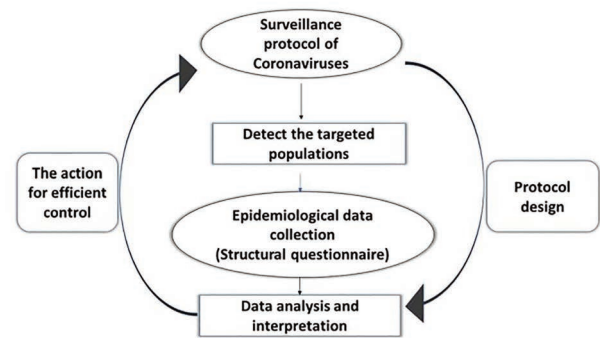 Surveillance
protocol of
Coronaviruses
Detect the targeted
populations
The action
for efficient
control
Protocol
design
Epidemiological data
collection
(Structural questionnaire)
Data analysis and
interpretation